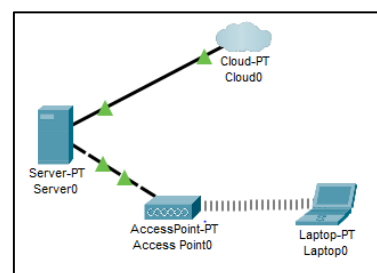 Cloud-PT
Cloud0
Server-PT
Server0
AccessPoint-PT
Access Point0
Laptop-PT
Laptop0